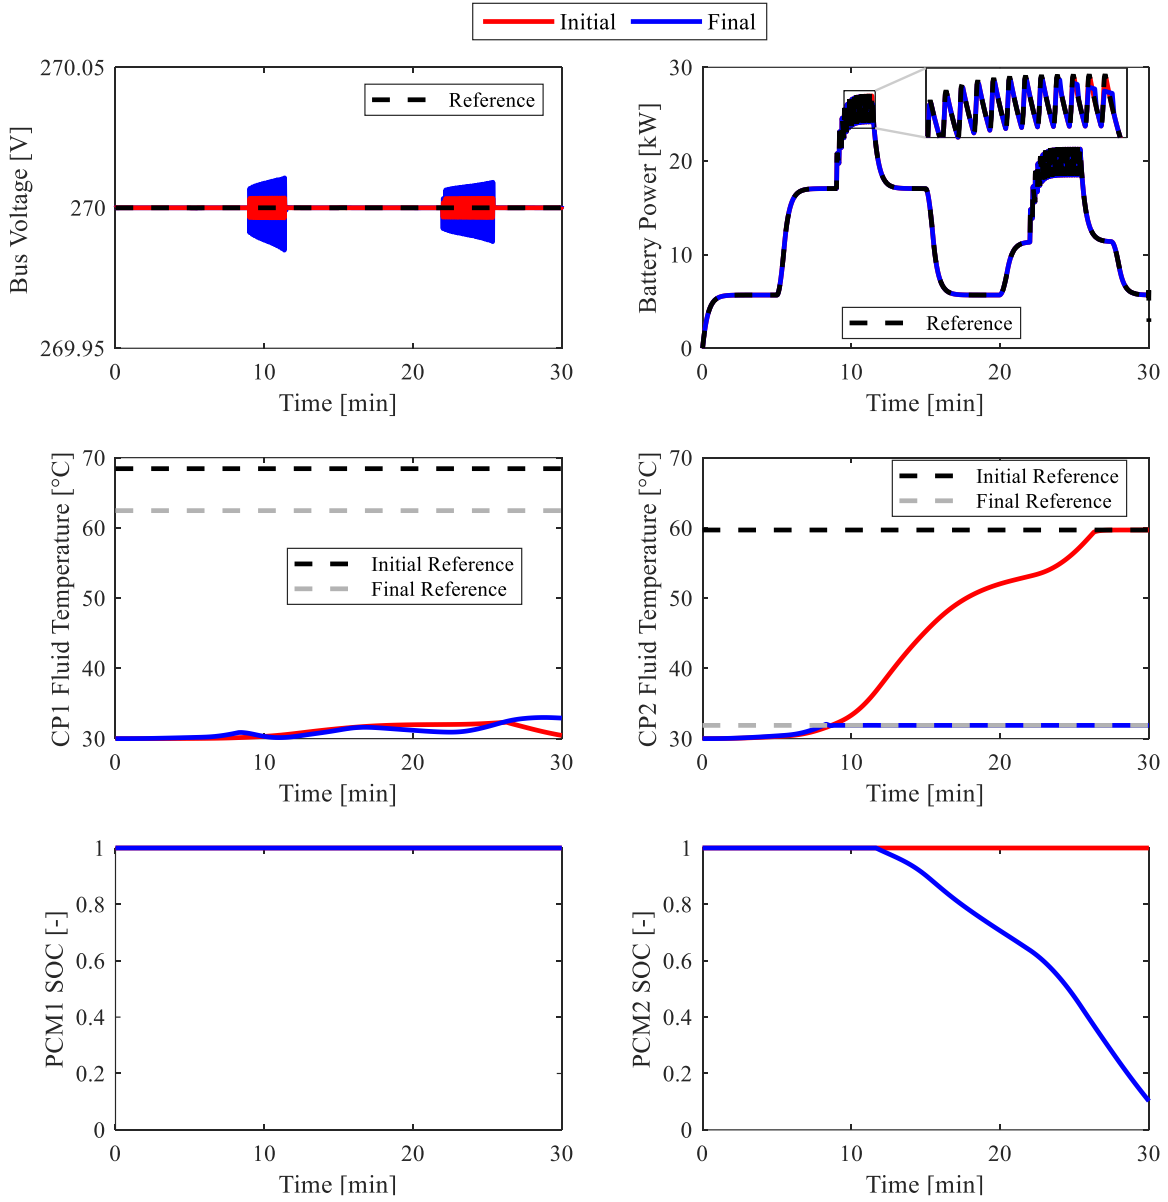 Initial Final
270.05
270
269.95
Bus Voltage [V]
Reference
0 10 20 30
Time [min]
30
20
10
0
Battery Power [kW]
Reference
0 10 20 30
Time [min]
70
60
50
40
30
CP1 Fluid Temperature [°C]
Initial Reference
Final Reference
0 10 20 30
Time [min]
70
60
50
40
30
CP2 Fluid Temperature [°C]
Initial Reference
Final Reference
0 10 20 30
Time [min]
1
0.8
0.6
0.4
0.2
0
PCM1 SOC [-]
0 10 20 30
Time [min]
1
0.8
0.6
0.4
0.2
0
PCM2 SOC [-]
0 10 20 30
Time [min]